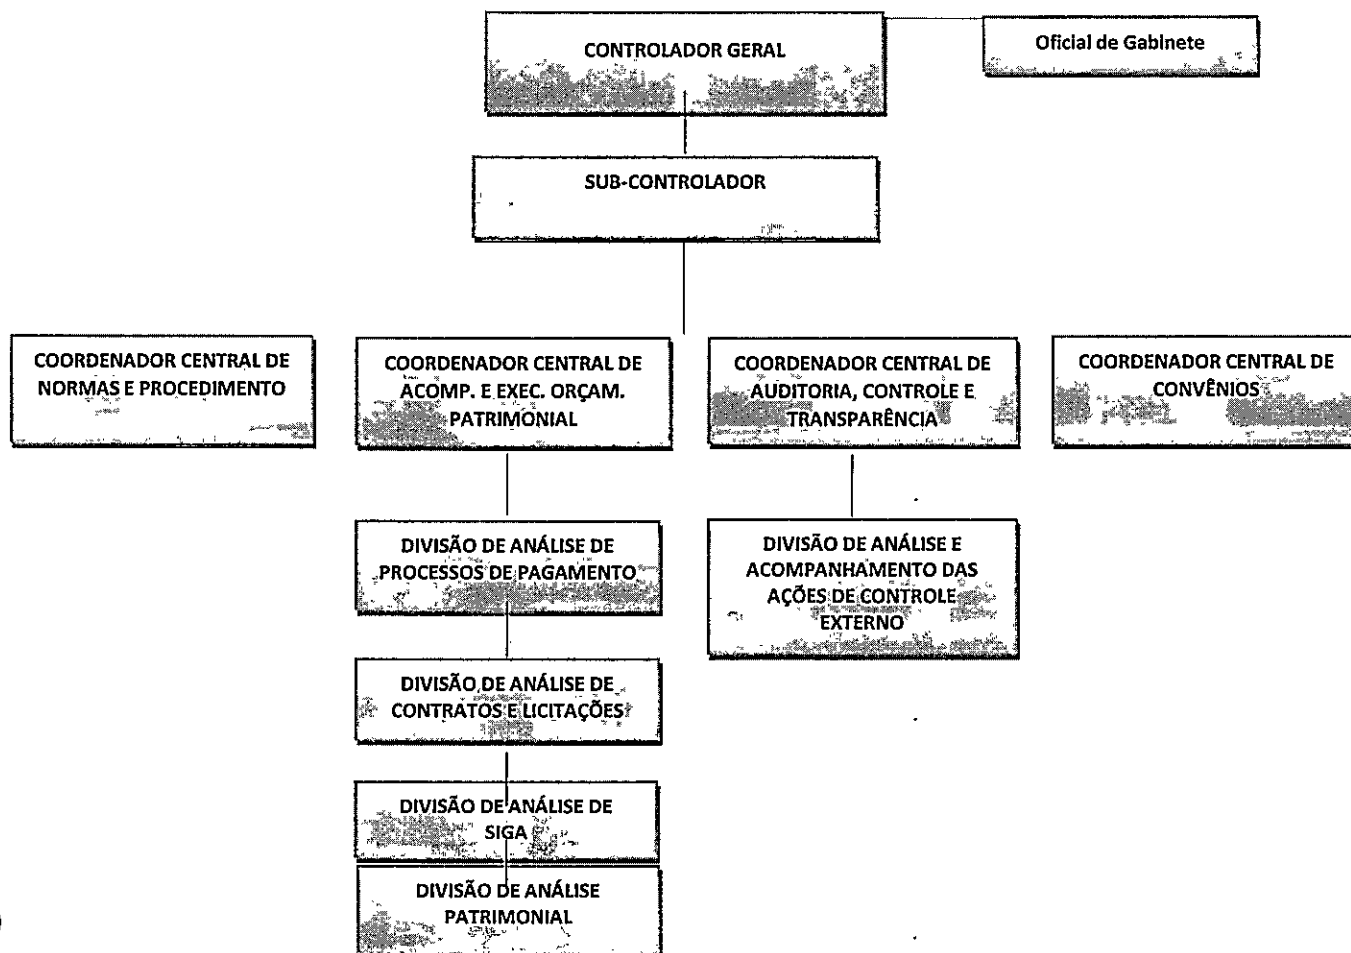 CONTROLADOR GERAL
Oficial de Gabinete
SUB-CONTROLADOR
COORDENADOR CENTRAL DE
NORMAS E PROCEDIMENTO
COORDENADOR CENTRAL DE
ACOMP. E EXEC. ORÇAM.
PATRIMONIAL
COORDENADOR CENTRAL DE
AUDITORIA, CONTROLE E
TRANSPARÊNCIA
COORDENADOR CENTRAL DE
CONVÊNIOS
DIVISÃO DE ANÁLISE DE
PROCESSOS DE PAGAMENTO
DIVISÃO DE ANÁLISE E
ACOMPANHAMENTO DAS
AÇÕES DE CONTROLE
EXTERNO
DIVISÃO DE ANÁLISE DE
CONTRATOS E LICITAÇÕES
DIVISÃO DE ANÁLISE DE
SIGA
DIVISÃO DE ANÁLISE
PATRIMONIAL